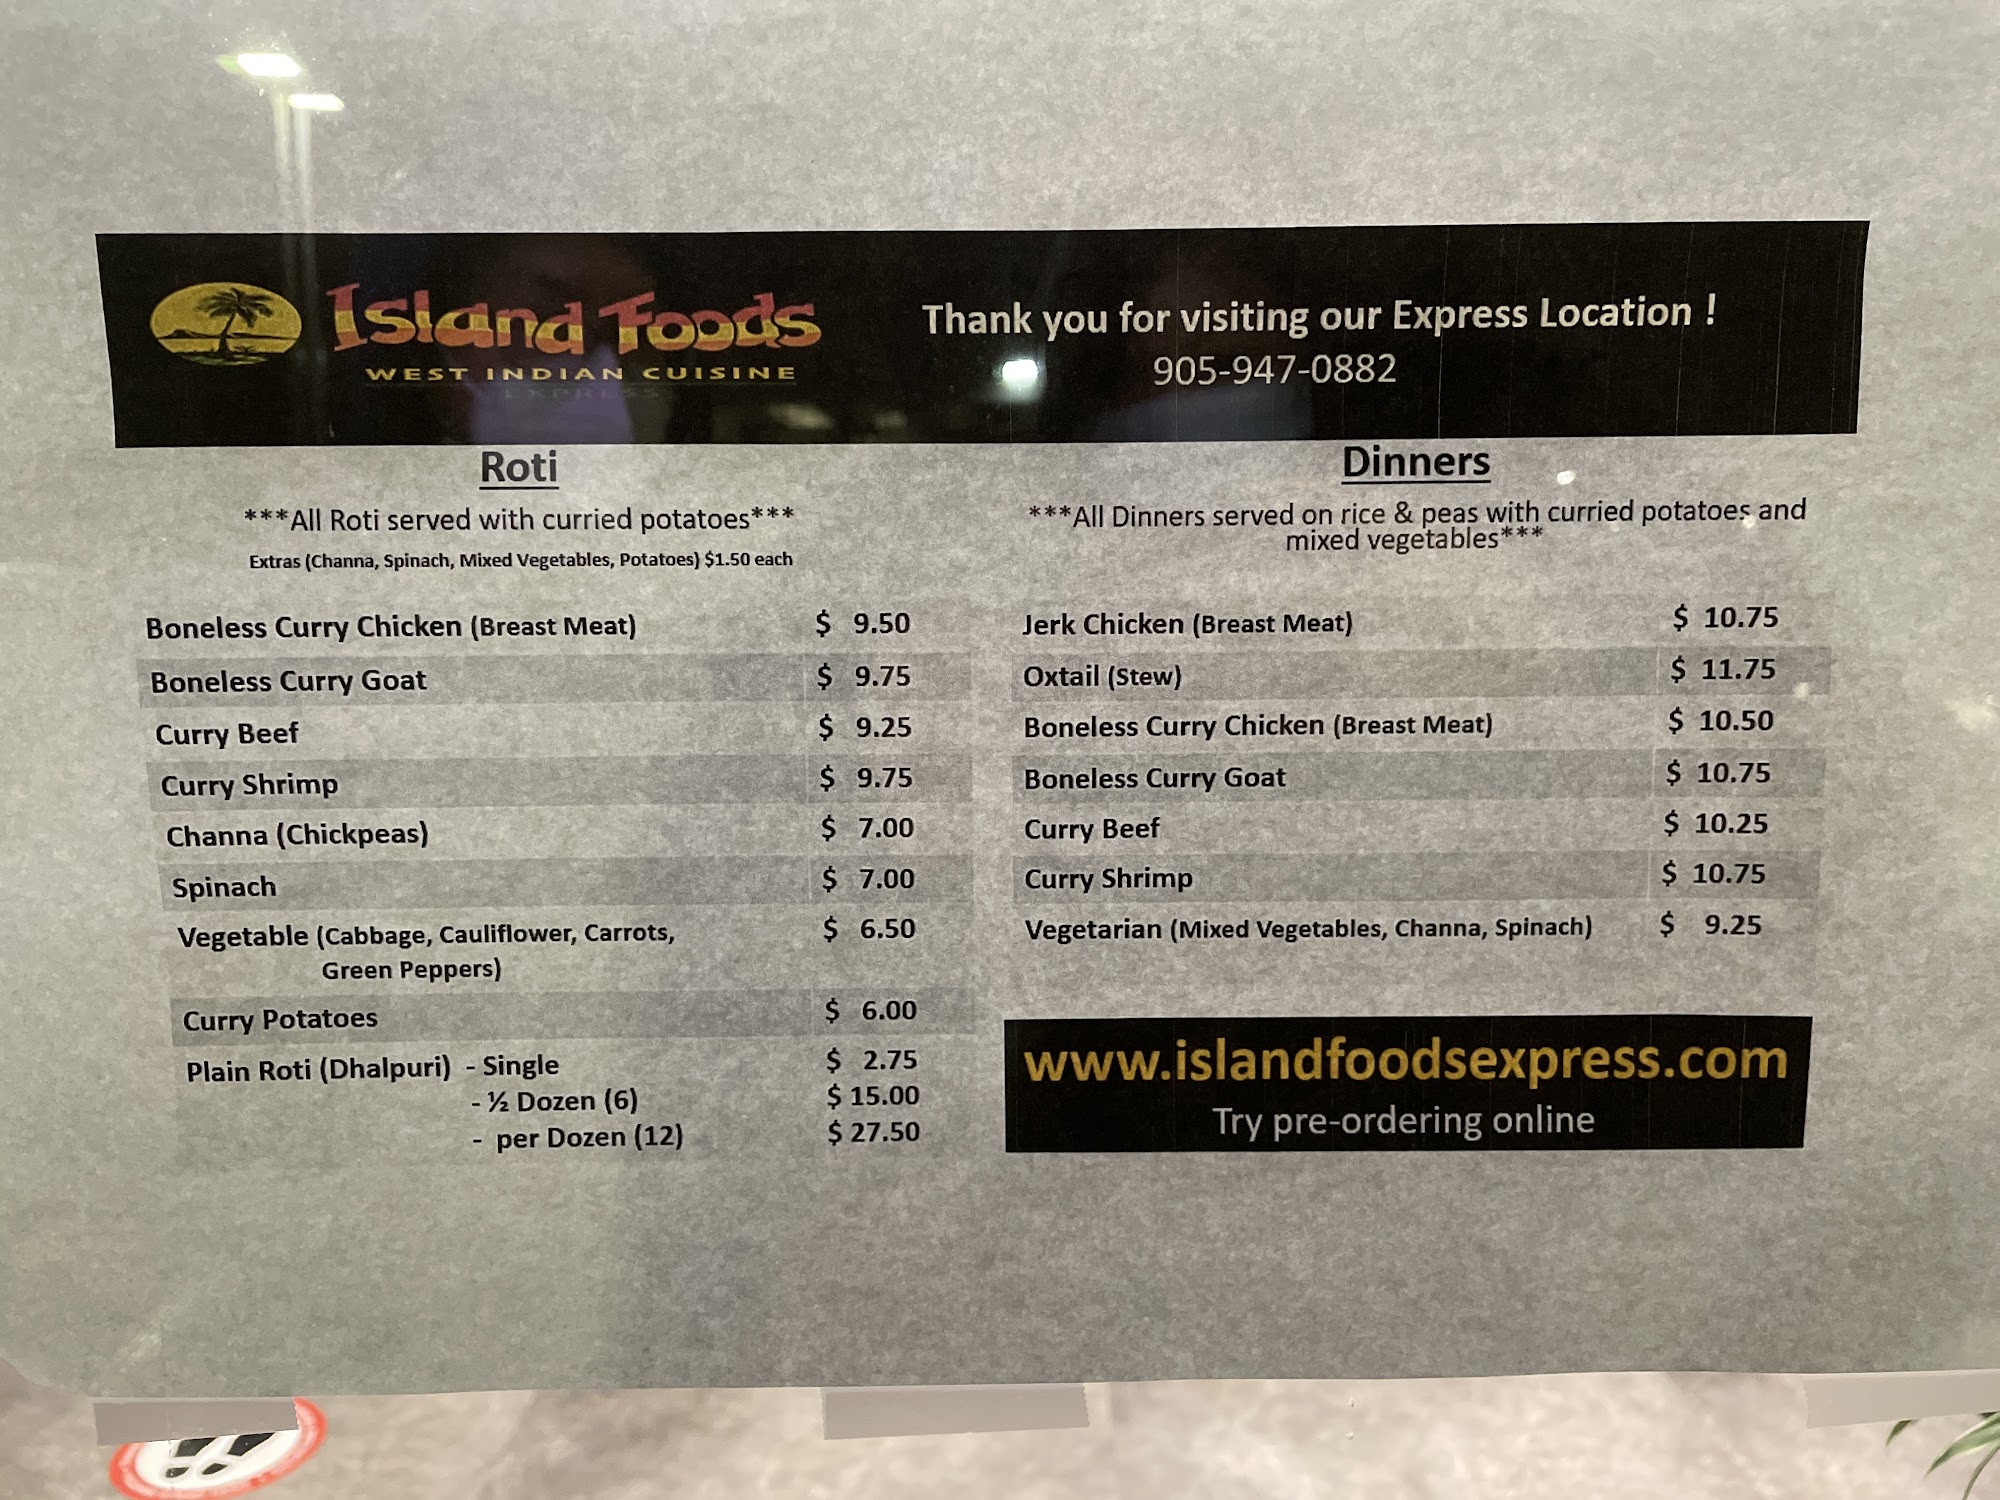 Island Foods
WEST INDIAN CUISINE
EXPRESS
Thank you for visiting our Express Location !
905-947-0882
Roti
***All Roti served with curried potatoes***
Extras (Channa, Spinach, Mixed Vegetables, Potatoes) $1.50 each
Boneless Curry Chicken (Breast Meat) $ 9.50
Boneless Curry Goat $ 9.75
Curry Beef $ 9.25
Curry Shrimp $ 9.75
Channa (Chickpeas) $ 7.00
Spinach $ 7.00
Vegetable (Cabbage, Cauliflower, Carrots, $ 6.50
Green Peppers)
Curry Potatoes $ 6.00
Plain Roti (Dhalpuri) - Single $ 2.75
- ½ Dozen (6) $ 15.00
- per Dozen (12) $ 27.50
Dinners
***All Dinners served on rice & peas with curried potatoes and
mixed vegetables***
Jerk Chicken (Breast Meat) $ 10.75
Oxtail (Stew) $ 11.75
Boneless Curry Chicken (Breast Meat) $ 10.50
Boneless Curry Goat $ 10.75
Curry Beef $ 10.25
Curry Shrimp $ 10.75
Vegetarian (Mixed Vegetables, Channa, Spinach) $ 9.25
www.islandfoodsexpress.com
Try pre-ordering online